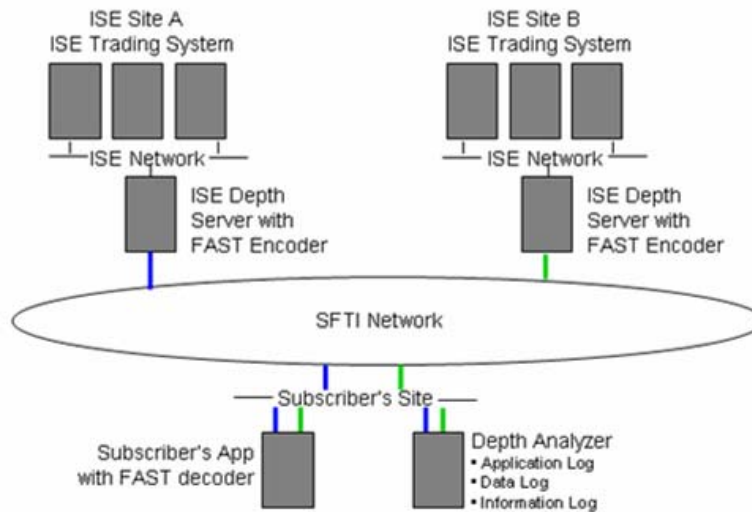 ISE Site A
ISE Trading System
ISE Site B
ISE Trading System
ISE Network
ISE Network
ISE Depth
Server with
FAST Encoder
ISE Depth
Server with
FAST Encoder
SFTI Network
Subscriber's Site
Subscriber's App
with FAST decoder
Depth Analyzer
▪ Application Log
▪ Data Log
▪ Information Log